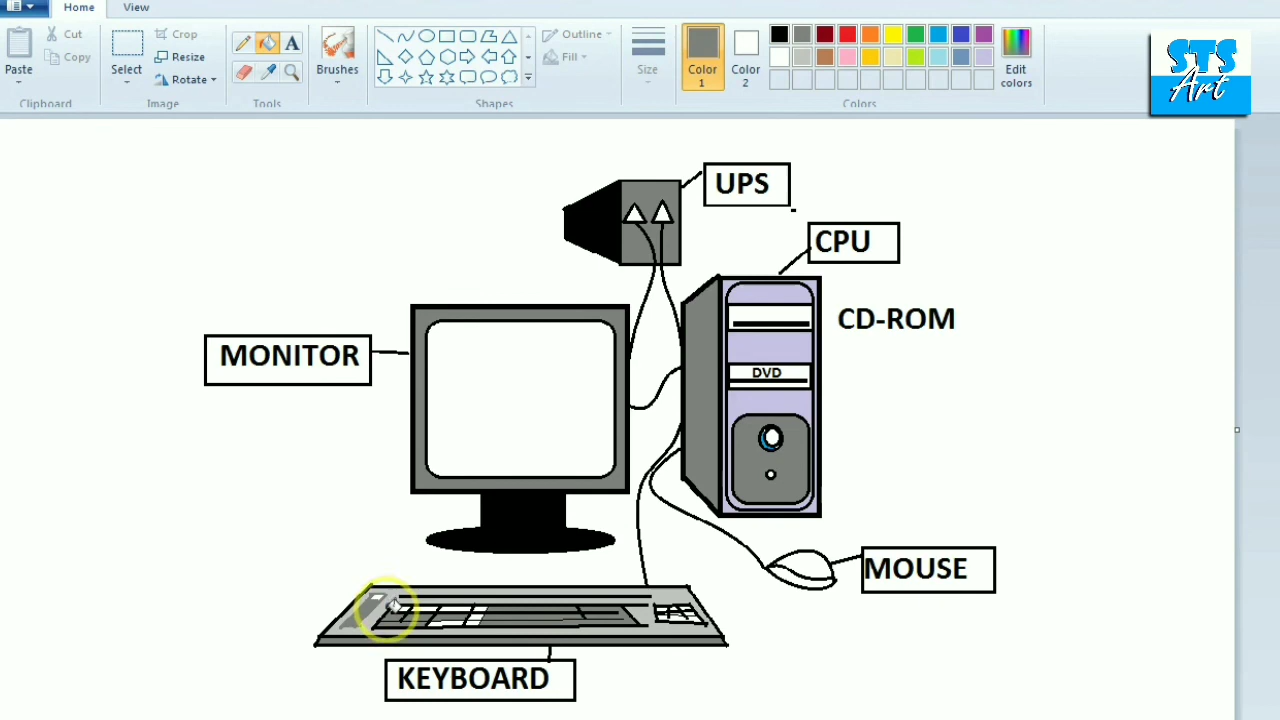 Home
View
Paste
Cut
Copy
Clipboard
Select
Crop
Resize
Rotate
Image
A
Tools
Brushes
Outline
Fill
Shapes
Size
Color
1
Color
2
Edit
colors
Colors
STS
Art
UPS
CPU
CD-ROM
MONITOR
DVD
MOUSE
KEYBOARD